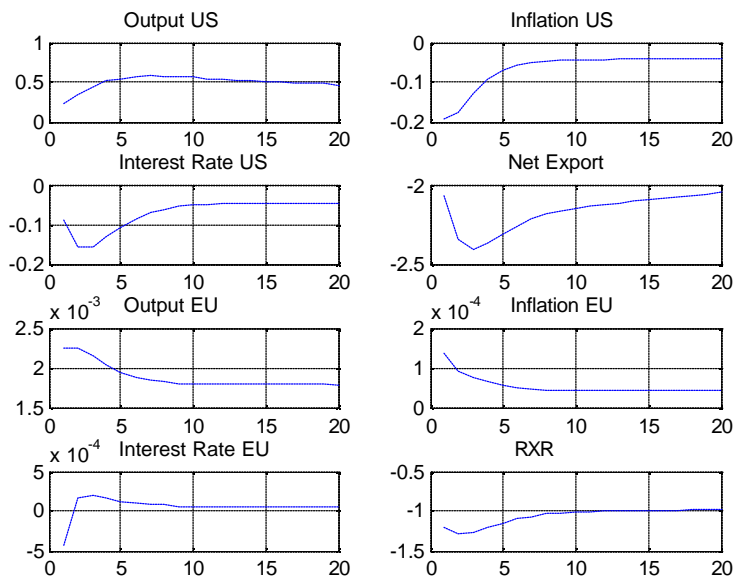 Output US
Inflation US
1
0.5
0
0 5 10 15 20
0
-0.1
-0.2
0 5 10 15 20
Interest Rate US
Net Export
0
-0.1
-0.2
0 5 10 15 20
-2
-2.5
0 5 10 15 20
x 10^-3
Output EU
x 10^-4
Inflation EU
2.5
2
1.5
0 5 10 15 20
2
1
0
0 5 10 15 20
x 10^-4
Interest Rate EU
RXR
5
0
-5
0 5 10 15 20
-0.5
-1
-1.5
0 5 10 15 20